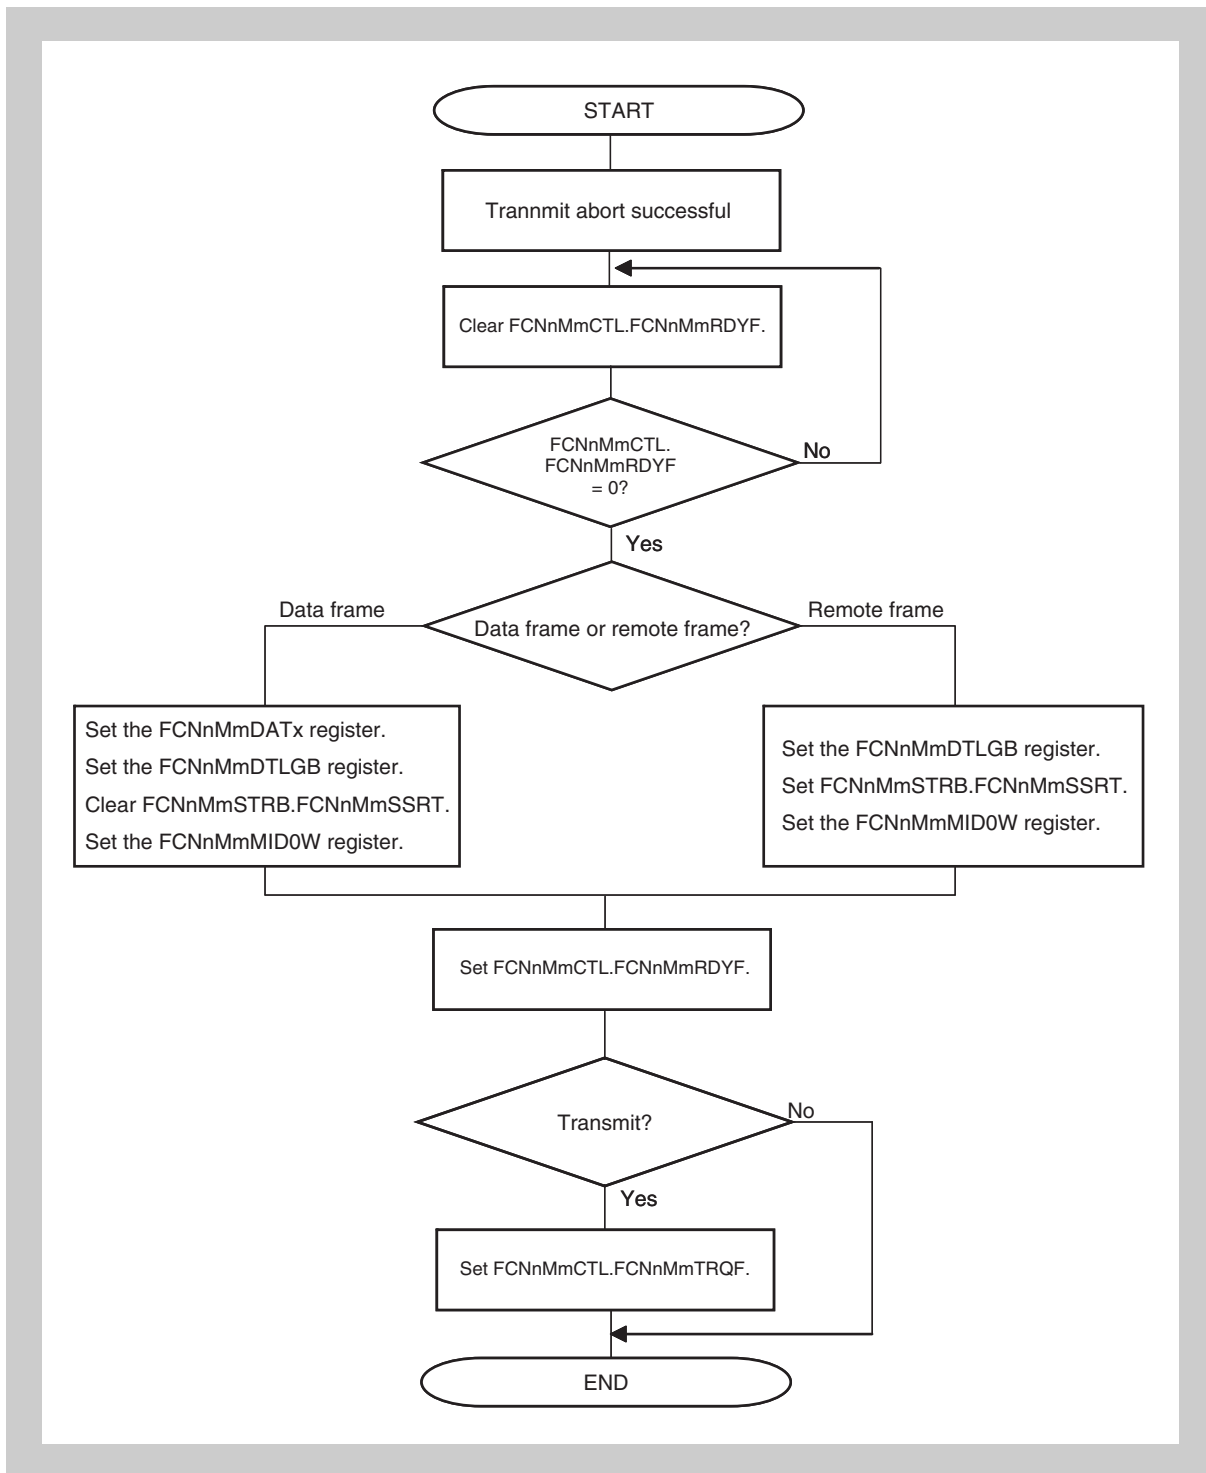 START
Trannmit abort successful
Clear FCNnMmCTL.FCNnMmRDYF.
FCNnMmCTL.
FCNnMmRDYF
= 0?
No
Yes
Data frame or remote frame?
Data frame
Remote frame
Set the FCNnMmDATx register.
Set the FCNnMmDTLGB register.
Clear FCNnMmSTRB.FCNnMmSSRT.
Set the FCNnMmMID0W register.
Set the FCNnMmDTLGB register.
Set FCNnMmSTRB.FCNnMmSSRT.
Set the FCNnMmMID0W register.
Set FCNnMmCTL.FCNnMmRDYF.
Transmit?
No
Yes
Set FCNnMmCTL.FCNnMmTRQF.
END